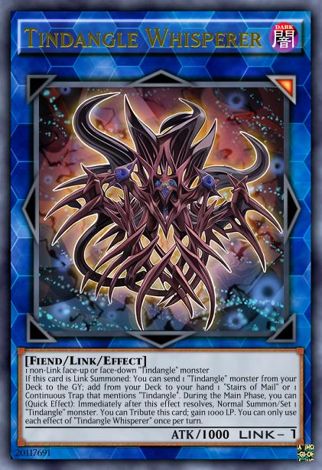 Tindangle Whisperer
DARK
闇
[Fiend/Link/Effect]
1 non-Link face-up or face-down "Tindangle" monster
If this card is Link Summoned: You can send 1 "Tindangle" monster from your
Deck to the GY; add from your Deck to your hand 1 "Stairs of Mail" or 1
Continuous Trap that mentions "Tindangle". During the Main Phase, you can
(Quick Effect): Immediately after this effect resolves, Normal Summon/Set 1
"Tindangle" monster. You can Tribute this card; gain 1000 LP. You can only use
each effect of "Tindangle Whisperer" once per turn.
ATK/1000 LINK-1
20117691